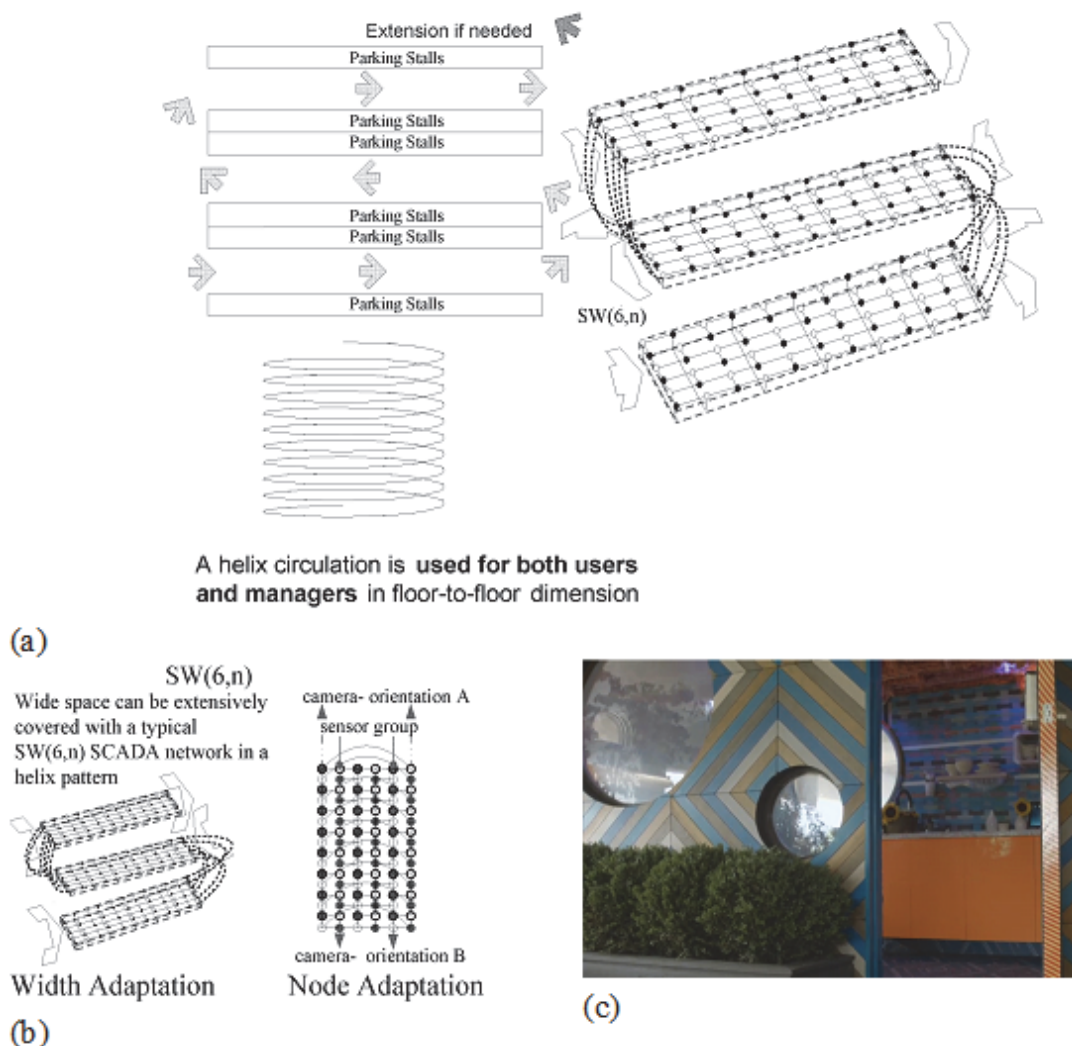 Extension if needed
Parking Stalls
Parking Stalls
Parking Stalls
Parking Stalls
Parking Stalls
Parking Stalls
SW(6,n)
A helix circulation is used for both users
and managers in floor-to-floor dimension
(a)
SW(6,n)
Wide space can be extensively
covered with a typical
SW(6,n) SCADA network in a
helix pattern
Width Adaptation
camera- orientation A
sensor group
camera- orientation B
Node Adaptation
(b)
(c)